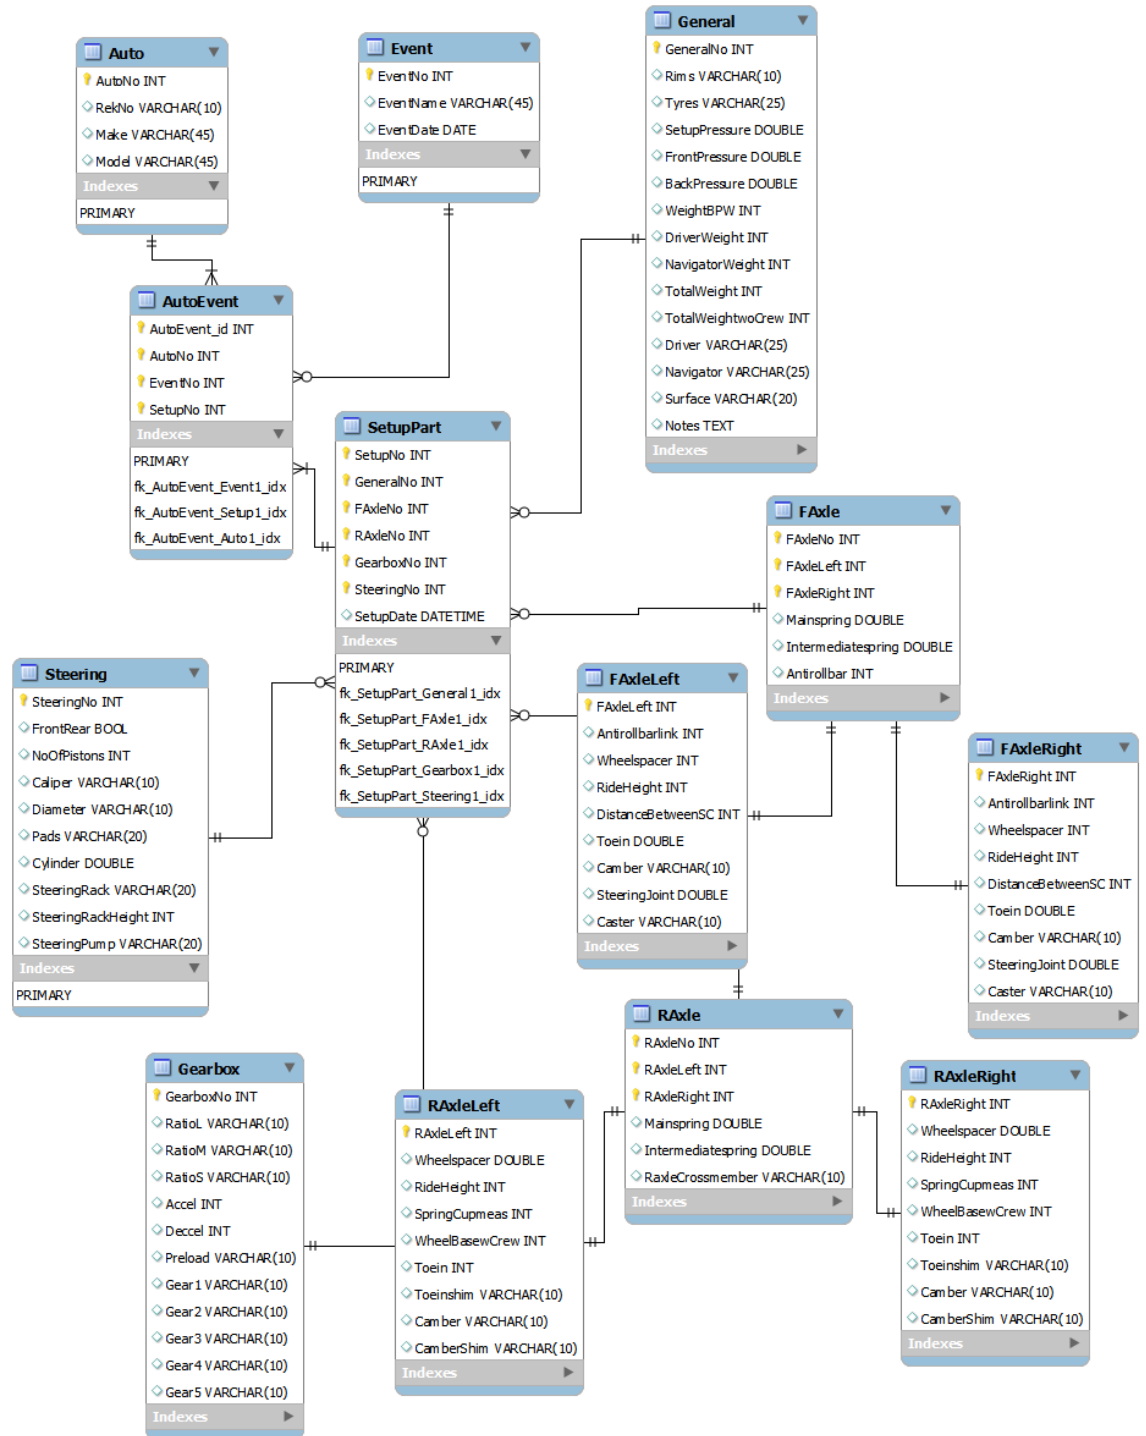 Auto
AutoNo INT
RekNo VARCHAR(10)
Make VARCHAR(45)
Model VARCHAR(45)
Indexes
PRIMARY
Event
EventNo INT
EventName VARCHAR(45)
EventDate DATE
Indexes
PRIMARY
General
GeneralNo INT
Rims VARCHAR(10)
Tyres VARCHAR(25)
SetupPressure DOUBLE
FrontPressure DOUBLE
BackPressure DOUBLE
WeightBPW INT
DriverWeight INT
NavigatorWeight INT
TotalWeight INT
TotalWeightwoCrew INT
Driver VARCHAR(25)
Navigator VARCHAR(25)
Surface VARCHAR(20)
Notes TEXT
Indexes
AutoEvent
AutoEvent_id INT
AutoNo INT
EventNo INT
SetupNo INT
Indexes
PRIMARY
fk_AutoEvent_Event1_idx
fk_AutoEvent_Setup1_idx
fk_AutoEvent_Auto1_idx
SetupPart
SetupNo INT
GeneralNo INT
FAxleNo INT
RAxleNo INT
GearboxNo INT
SteeringNo INT
SetupDate DATETIME
Indexes
PRIMARY
fk_SetupPart_General1_idx
fk_SetupPart_FAxle1_idx
fk_SetupPart_RAxle1_idx
fk_SetupPart_Gearbox1_idx
fk_SetupPart_Steering1_idx
FAxle
FAxleNo INT
FAxleLeft INT
FAxleRight INT
Mainspring DOUBLE
Intermediatespring DOUBLE
Antirollbar INT
Indexes
Steering
SteeringNo INT
FrontRear BOOL
NoOfPistons INT
Caliper VARCHAR(10)
Diameter VARCHAR(10)
Pads VARCHAR(20)
Cylinder DOUBLE
SteeringRack VARCHAR(20)
SteeringRackHeight INT
SteeringPump VARCHAR(20)
Indexes
PRIMARY
FAxleLeft
FAxleLeft INT
Antirollbarlink INT
Wheelspacer INT
RideHeight INT
DistanceBetweenSC INT
Toein DOUBLE
Camber VARCHAR(10)
SteeringJoint DOUBLE
Caster VARCHAR(10)
Indexes
FAxleRight
FAxleRight INT
Antirollbarlink INT
Wheelspacer INT
RideHeight INT
DistanceBetweenSC INT
Toein DOUBLE
Camber VARCHAR(10)
SteeringJoint DOUBLE
Caster VARCHAR(10)
Indexes
Gearbox
GearboxNo INT
RatioL VARCHAR(10)
RatioM VARCHAR(10)
RatioS VARCHAR(10)
Accel INT
Deccel INT
Preload VARCHAR(10)
Gear1 VARCHAR(10)
Gear2 VARCHAR(10)
Gear3 VARCHAR(10)
Gear4 VARCHAR(10)
Gear5 VARCHAR(10)
Indexes
RAxleLeft
RAxleLeft INT
Wheelspacer DOUBLE
RideHeight INT
SpringCupmeas INT
WheelBasewCrew INT
Toein INT
Toeinshim VARCHAR(10)
Camber VARCHAR(10)
CamberShim VARCHAR(10)
Indexes
RAxle
RAxleNo INT
RAxleLeft INT
RAxleRight INT
Mainspring DOUBLE
Intermediatespring DOUBLE
RaxleCrossmember VARCHAR(10)
Indexes
RAxleRight
RAxleRight INT
Wheelspacer DOUBLE
RideHeight INT
SpringCupmeas INT
WheelBasewCrew INT
Toein INT
Toeinshim VARCHAR(10)
Camber VARCHAR(10)
CamberShim VARCHAR(10)
Indexes